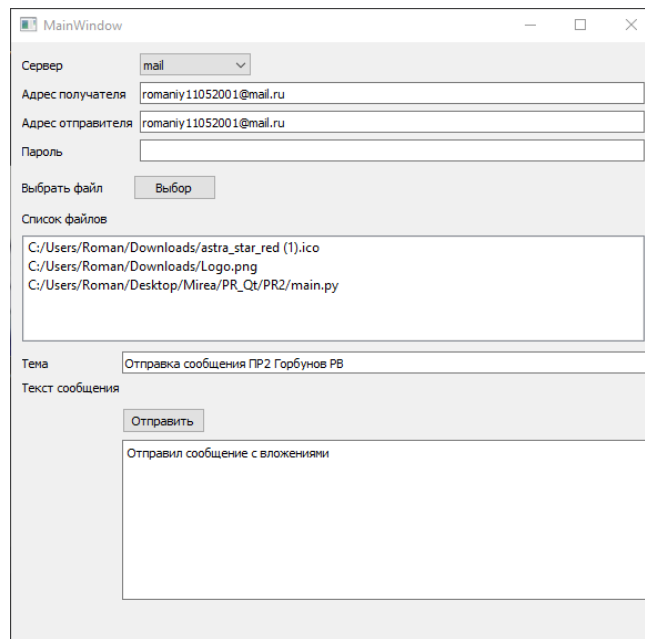 MainWindow
Сервер mail
Адрес получателя romaniy11052001@mail.ru
Адрес отправителя romaniy11052001@mail.ru
Пароль
Выбрать файл Выбор
Список файлов
C:/Users/Roman/Downloads/astra_star_red (1).ico
C:/Users/Roman/Downloads/Logo.png
C:/Users/Roman/Desktop/Mirea/PR_Qt/PR2/main.py
Тема Отправка сообщения ПР2 Горбунов РВ
Текст сообщения
Отправить
Отправил сообщение с вложениями